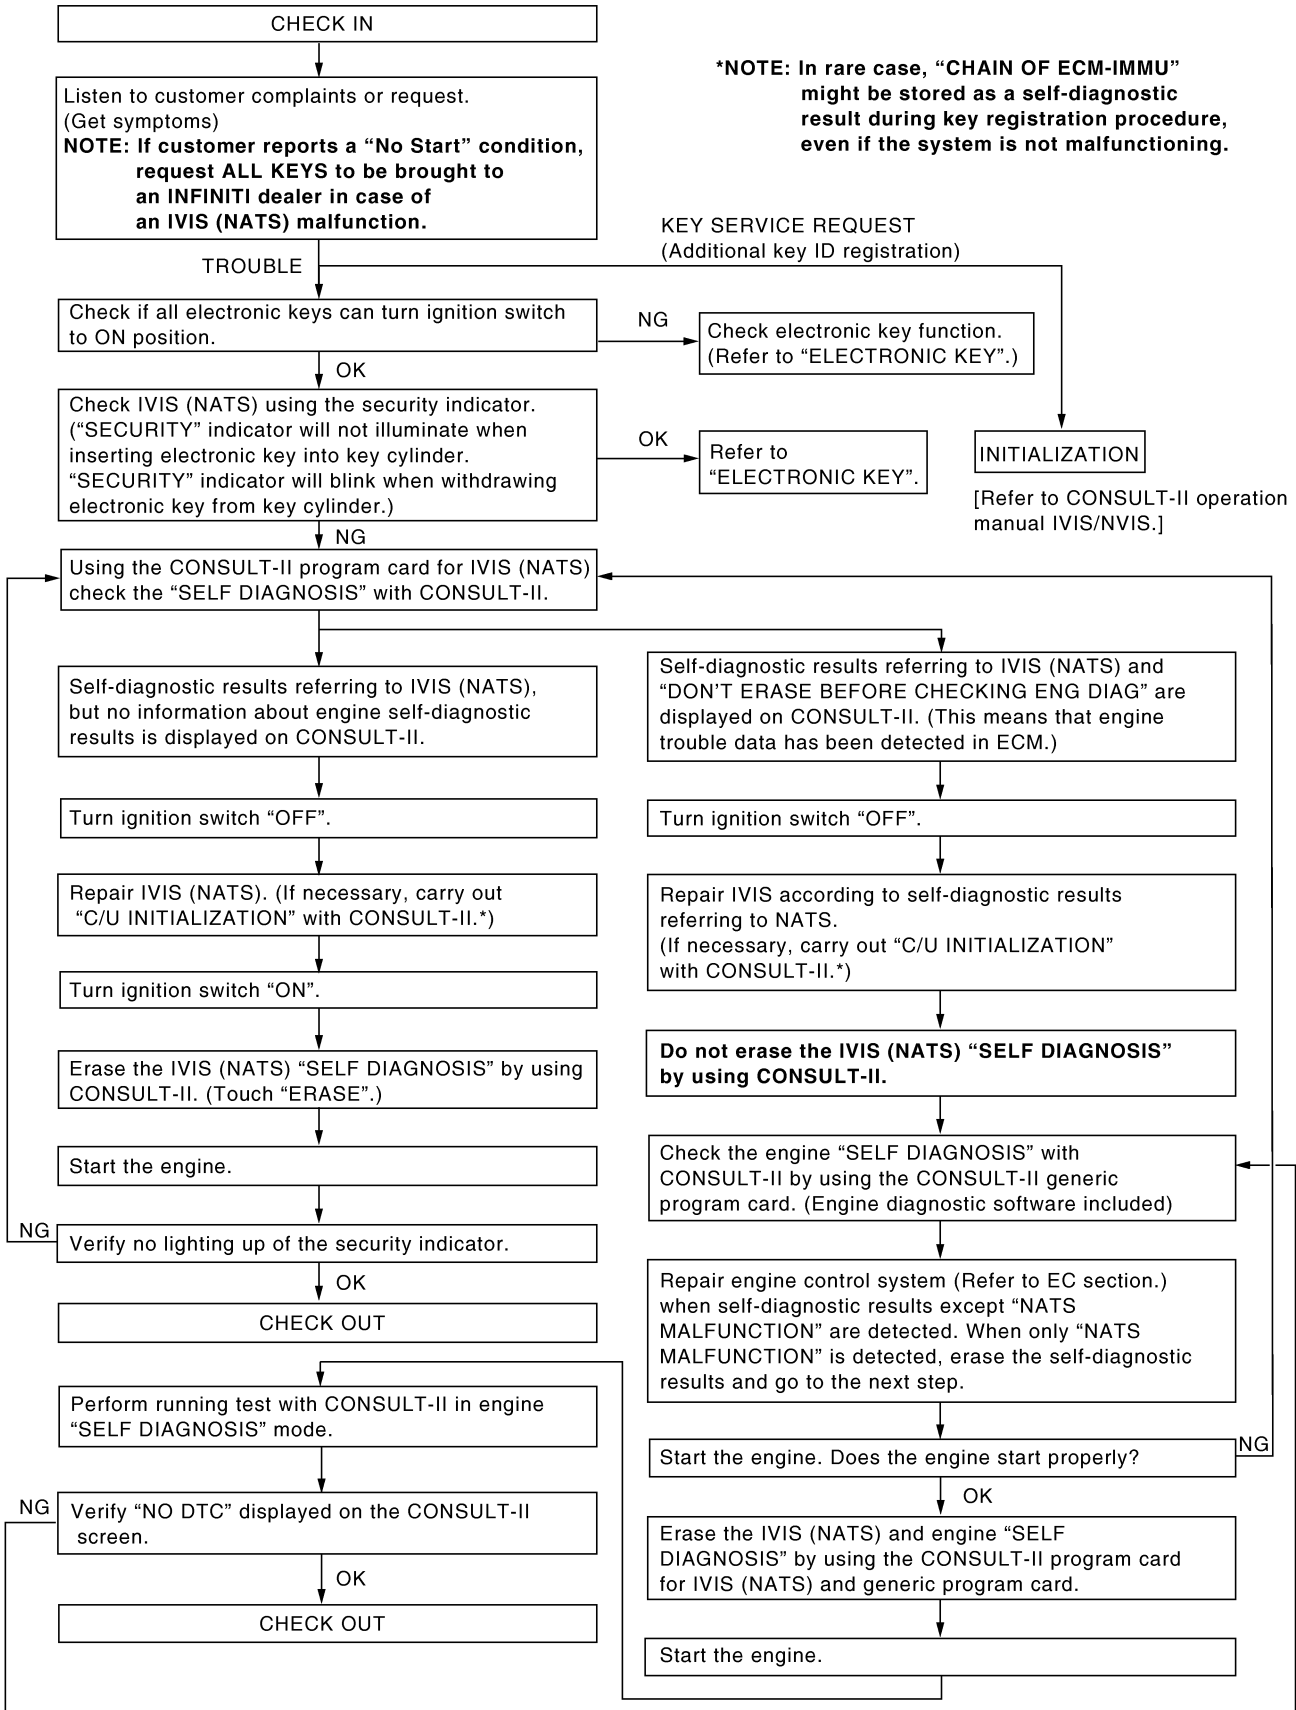 CHECK IN
*NOTE: In rare case, “CHAIN OF ECM-IMMU”
might be stored as a self-diagnostic
result during key registration procedure,
even if the system is not malfunctioning.
Listen to customer complaints or request.
(Get symptoms)
NOTE: If customer reports a “No Start” condition,
request ALL KEYS to be brought to
an INFINITI dealer in case of
an IVIS (NATS) malfunction.
KEY SERVICE REQUEST
(Additional key ID registration)
TROUBLE
Check if all electronic keys can turn ignition switch
to ON position.
NG
Check electronic key function.
(Refer to “ELECTRONIC KEY”.)
OK
Check IVIS (NATS) using the security indicator.
(“SECURITY” indicator will not illuminate when
inserting electronic key into key cylinder.
“SECURITY” indicator will blink when withdrawing
electronic key from key cylinder.)
OK
Refer to
“ELECTRONIC KEY”.
INITIALIZATION
[Refer to CONSULT-II operation
manual IVIS/NVIS.]
NG
Using the CONSULT-II program card for IVIS (NATS)
check the “SELF DIAGNOSIS” with CONSULT-II.
Self-diagnostic results referring to IVIS (NATS),
but no information about engine self-diagnostic
results is displayed on CONSULT-II.
Turn ignition switch “OFF”.
Repair IVIS (NATS). (If necessary, carry out
“C/U INITIALIZATION” with CONSULT-II.*)
Turn ignition switch “ON”.
Erase the IVIS (NATS) “SELF DIAGNOSIS” by using
CONSULT-II. (Touch “ERASE”.)
Start the engine.
NG
Verify no lighting up of the security indicator.
OK
CHECK OUT
Self-diagnostic results referring to IVIS (NATS) and
“DON’T ERASE BEFORE CHECKING ENG DIAG” are
displayed on CONSULT-II. (This means that engine
trouble data has been detected in ECM.)
Turn ignition switch “OFF”.
Repair IVIS according to self-diagnostic results
referring to NATS.
(If necessary, carry out “C/U INITIALIZATION”
with CONSULT-II.*)
Do not erase the IVIS (NATS) “SELF DIAGNOSIS”
by using CONSULT-II.
Check the engine “SELF DIAGNOSIS” with
CONSULT-II by using the CONSULT-II generic
program card. (Engine diagnostic software included)
Repair engine control system (Refer to EC section.)
when self-diagnostic results except “NATS
MALFUNCTION” are detected. When only “NATS
MALFUNCTION” is detected, erase the self-diagnostic
results and go to the next step.
Start the engine. Does the engine start properly?
NG
OK
Erase the IVIS (NATS) and engine “SELF
DIAGNOSIS” by using the CONSULT-II program card
for IVIS (NATS) and generic program card.
Start the engine.
Perform running test with CONSULT-II in engine
“SELF DIAGNOSIS” mode.
NG
Verify “NO DTC” displayed on the CONSULT-II
screen.
OK
CHECK OUT